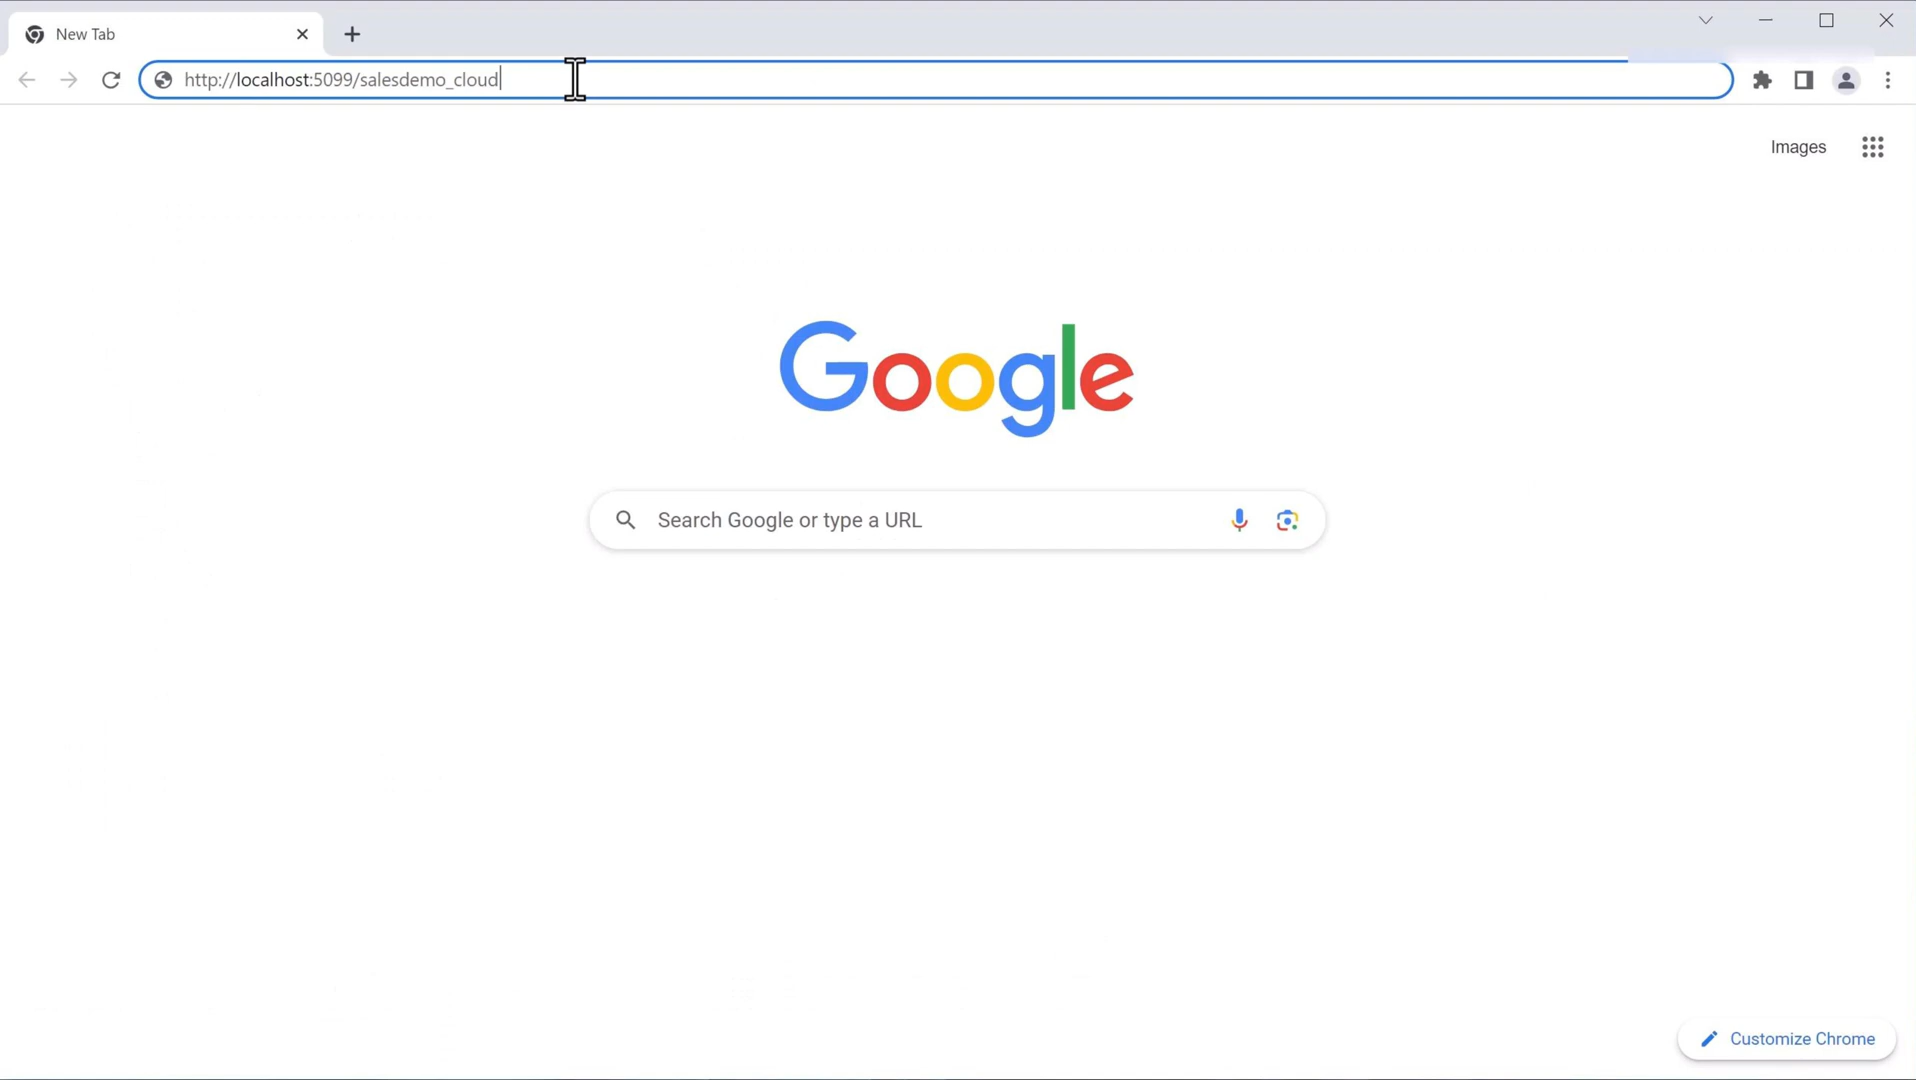 New Tab
http://localhost:5099/salesdemo_cloud
Images
Google
Search Google or type a URL
Customize Chrome